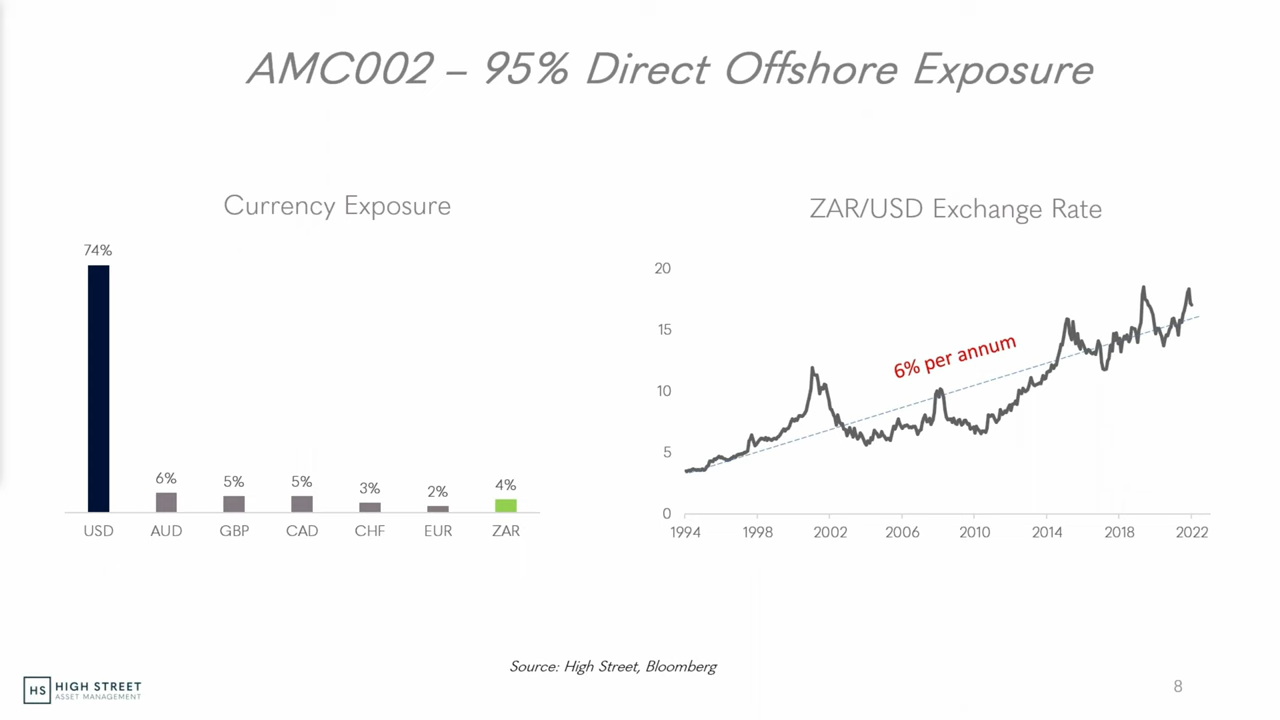 AMC002 – 95% Direct Offshore Exposure
Currency Exposure
74%
6%
5%
5%
3%
2%
4%
USD AUD GBP CAD CHF EUR ZAR
ZAR/USD Exchange Rate
20
15
10
5
0
6% per annum
1994 1998 2002 2006 2010 2014 2018 2022
Source: High Street, Bloomberg
HS HIGH STREET
ASSET MANAGEMENT
8